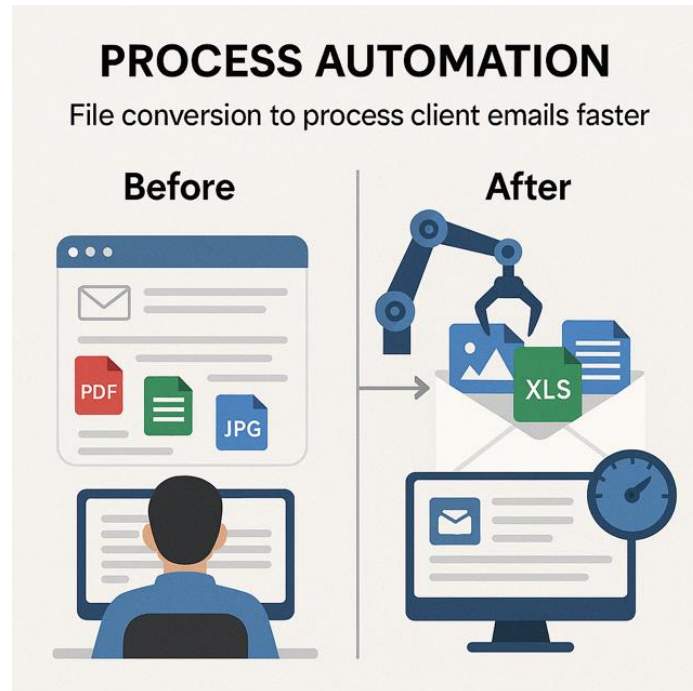 PROCESS AUTOMATION
File conversion to process client emails faster
Before
After
PDF
JPG
XLS